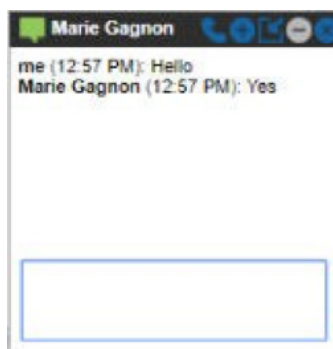 Marie Gagnon
me (12:57 PM): Hello
Marie Gagnon (12:57 PM): Yes